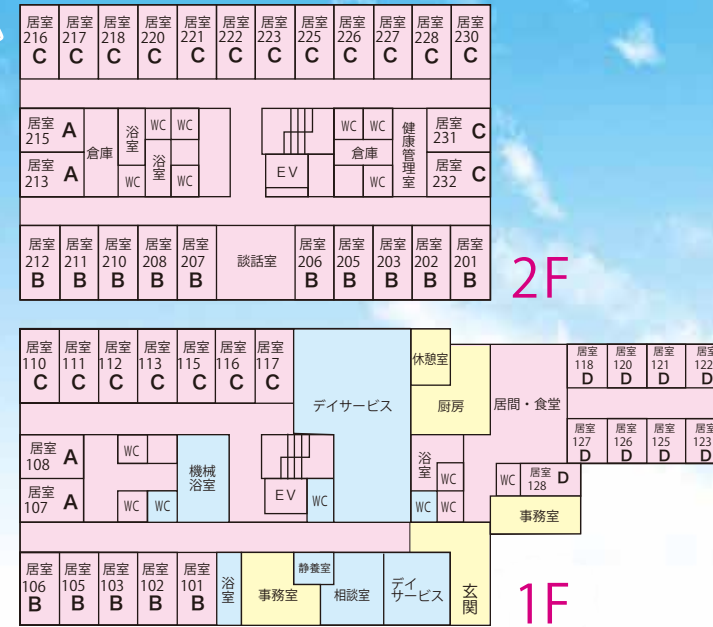 居室 居室 居室 居室 居室 居室 居室 居室 居室 居室 居室 居室
216 217 218 220 221 222 223 225 226 227 228 230
C C C C C C C C C C C C
居室
215 A
居室
213 A
倉庫
浴室
WC
WC WC
浴室
WC
EV
WC WC
倉庫
WC
健康管理室
居室
231 C
居室
232 C
居室 居室 居室 居室 居室
212 211 210 208 207
B B B B B
談話室
居室 居室 居室 居室 居室
206 205 203 202 201
B B B B B
2F
居室 居室 居室 居室 居室 居室 居室
110 111 112 113 115 116 117
C C C C C C C
デイサービス
休憩室
厨房
居間・食堂
居室 居室 居室 居室
118 120 121 122
D D D D
居室 居室 居室 居室
127 126 125 123
D D D D
居室
108 A
居室
107 A
WC
WC WC
機械
浴室
EV
WC
浴室
WC
WC WC
WC
居室
128 D
事務室
居室 居室 居室 居室 居室
106 105 103 102 101
B B B B B
浴室
事務室
静養室
相談室
デイ
サービス
玄関
1F